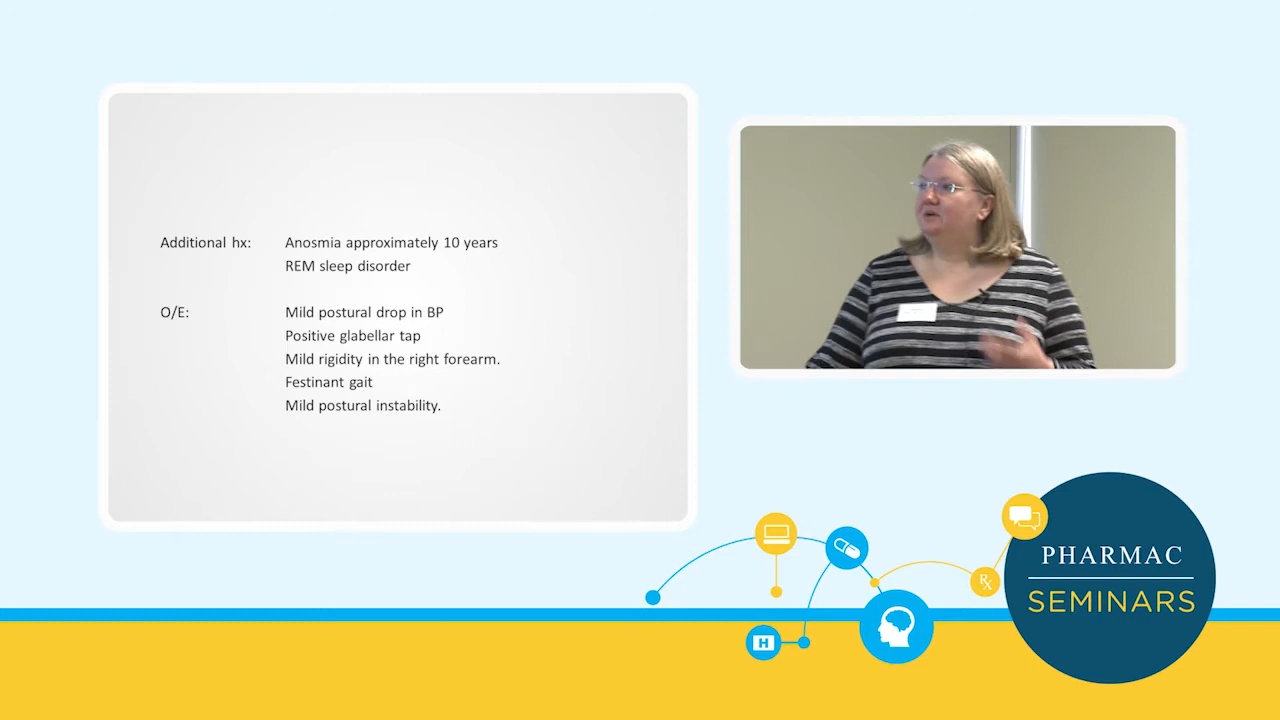 Additional hx: Anosmia approximately 10 years
REM sleep disorder
O/E: Mild postural drop in BP
Positive glabellar tap
Mild rigidity in the right forearm.
Festinant gait
Mild postural instability.
Rx
H
PHARMAC
SEMINARS